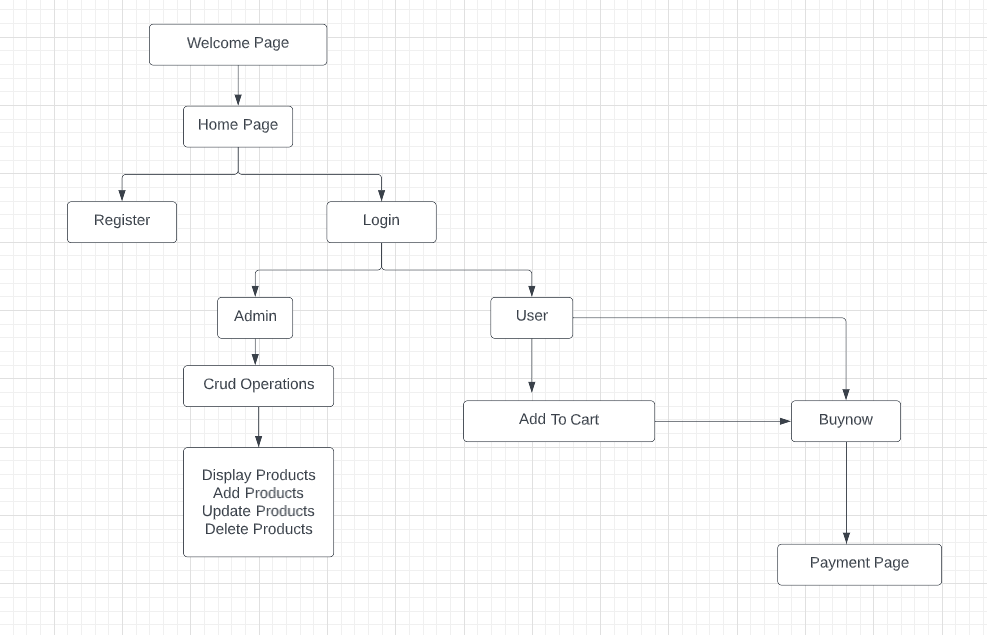 Welcome Page
Home Page
Register
Login
Admin
User
Crud Operations
Add To Cart
Buynow
Display Products
Add Products
Update Products
Delete Products
Payment Page